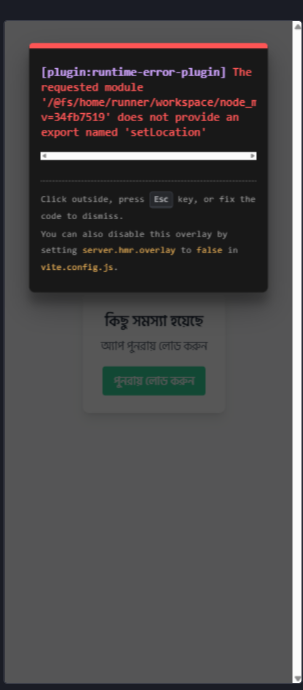 [plugin:runtime-error-plugin] The
requested module
'/@fs/home/runner/workspace/node_m
v=34fb7519' does not provide an
export named 'setLocation'
Click outside, press Esc key, or fix the
code to dismiss.
You can also disable this overlay by
setting server.hmr.overlay to false in
vite.config.js.
কিছু সমস্যা হয়েছে
অ্যাপ পুনরায় লোড করুন
পুনরায় লোড করুন